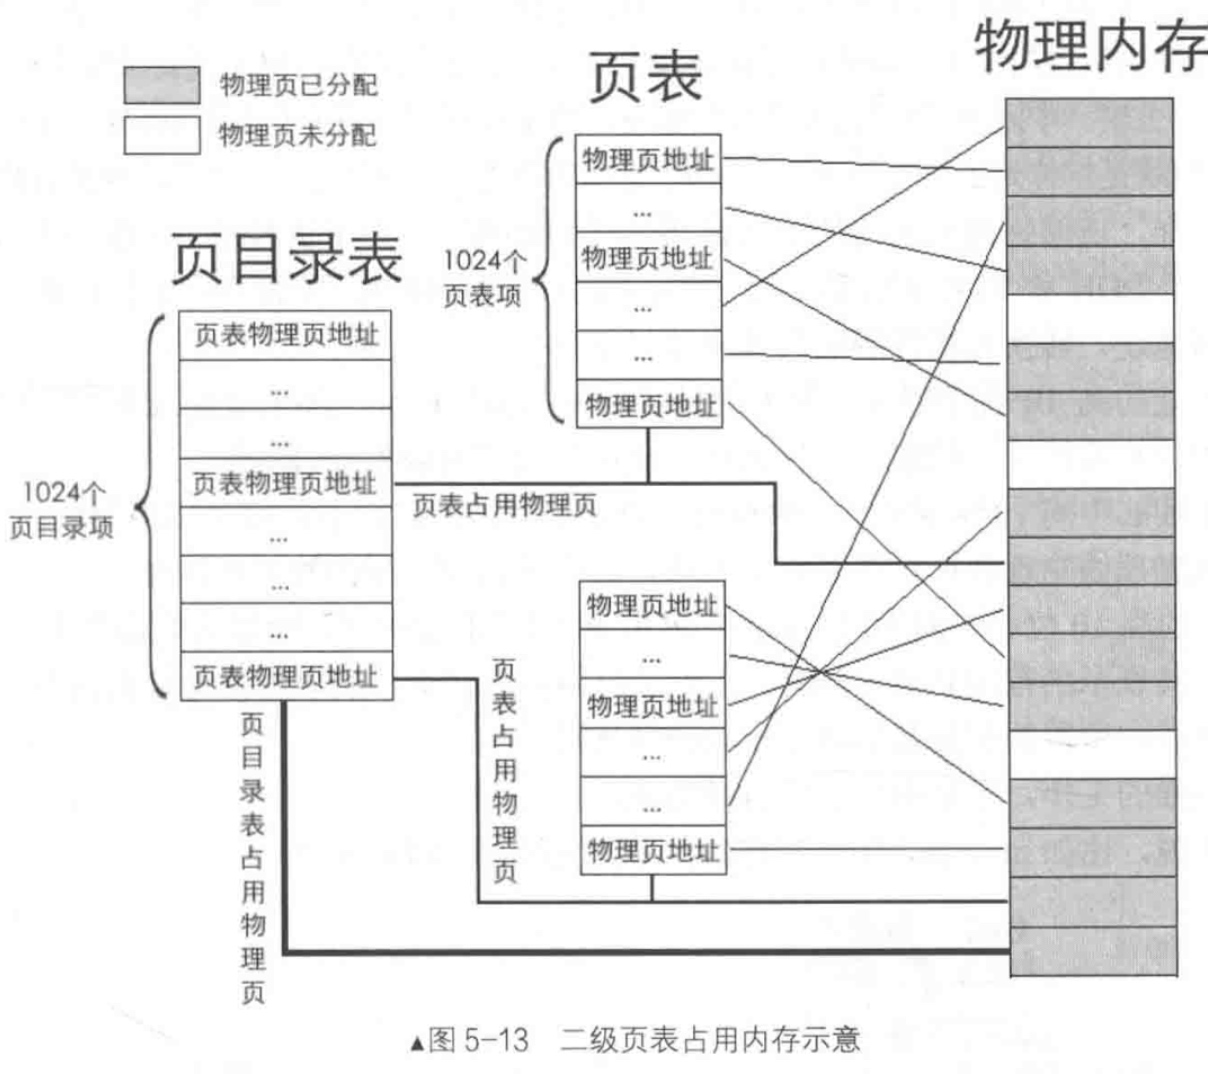 物理内存
页表
物理页已分配
物理页未分配
物理页地址
...
1024个
页表项
物理页地址
...
...
物理页地址
页目录表
页表物理页地址
...
...
1024个
页目录项
页表物理页地址
...
...
...
页表物理页地址
页表占用物理页
物理页地址
...
物理页地址
...
...
物理页地址
页表占用物理页
页目录表占用物理页
▲图 5-13 二级页表占用内存示意